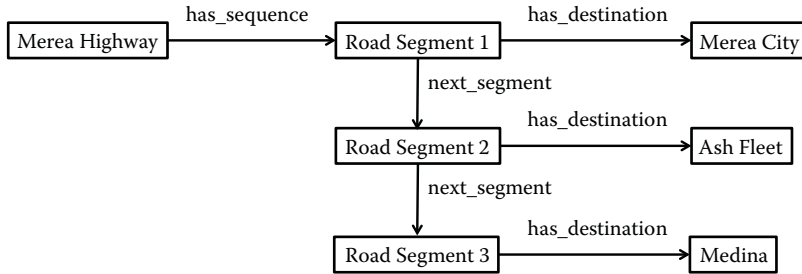 has_sequence
has_destination
Merea Highway
Road Segment 1
Merea City
next_segment
has_destination
Road Segment 2
Ash Fleet
next_segment
has_destination
Road Segment 3
Medina